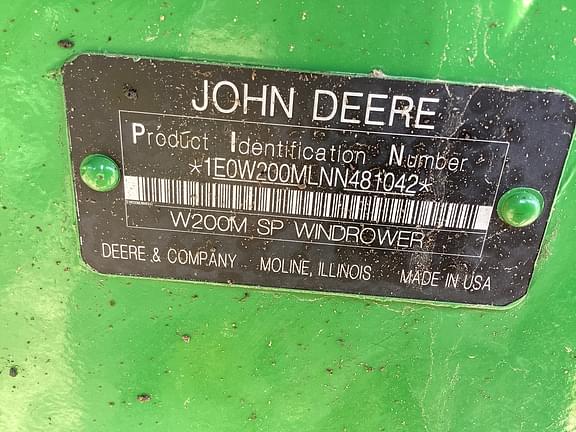 JOHN DEERE
Product Identification Number
*1E0W200MLNN481042*
W200M SP WINDROWER
DEERE & COMPANY MOLINE, ILLINOIS MADE IN USA